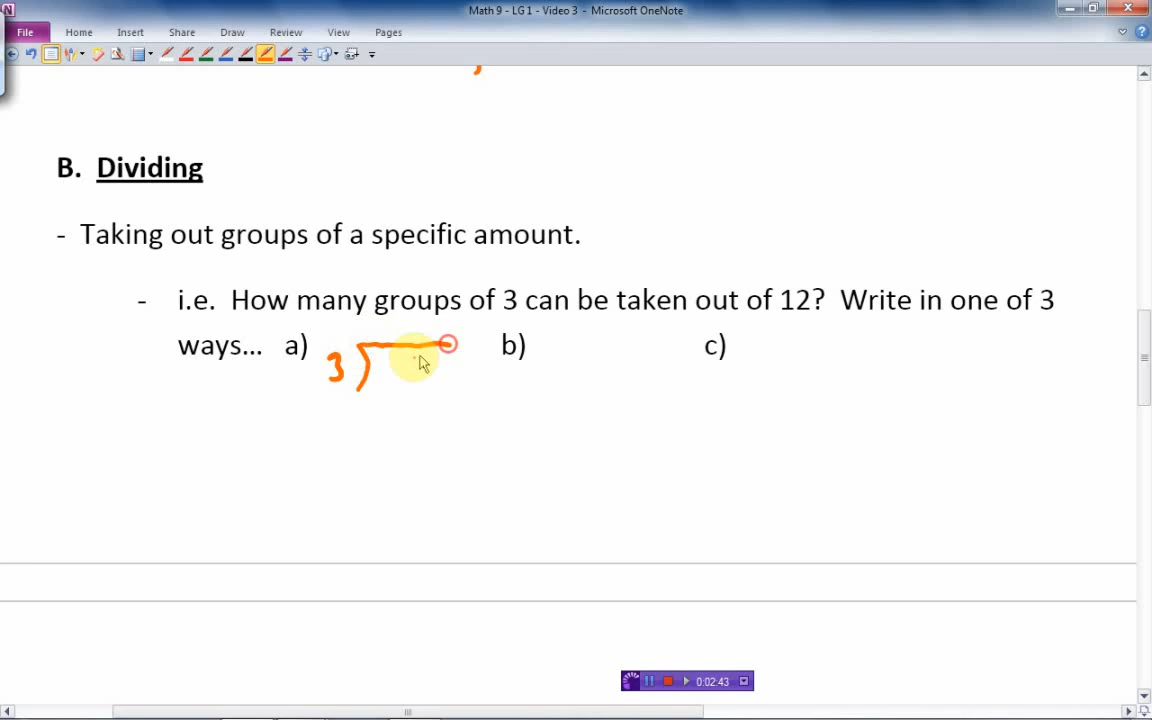 Math 9 - LG 1 - Video 3 - Microsoft OneNote
File Home Insert Share Draw Review View Pages
B. Dividing
- Taking out groups of a specific amount.
- i.e. How many groups of 3 can be taken out of 12? Write in one of 3
ways... a) 3 b) c)
0:02:43